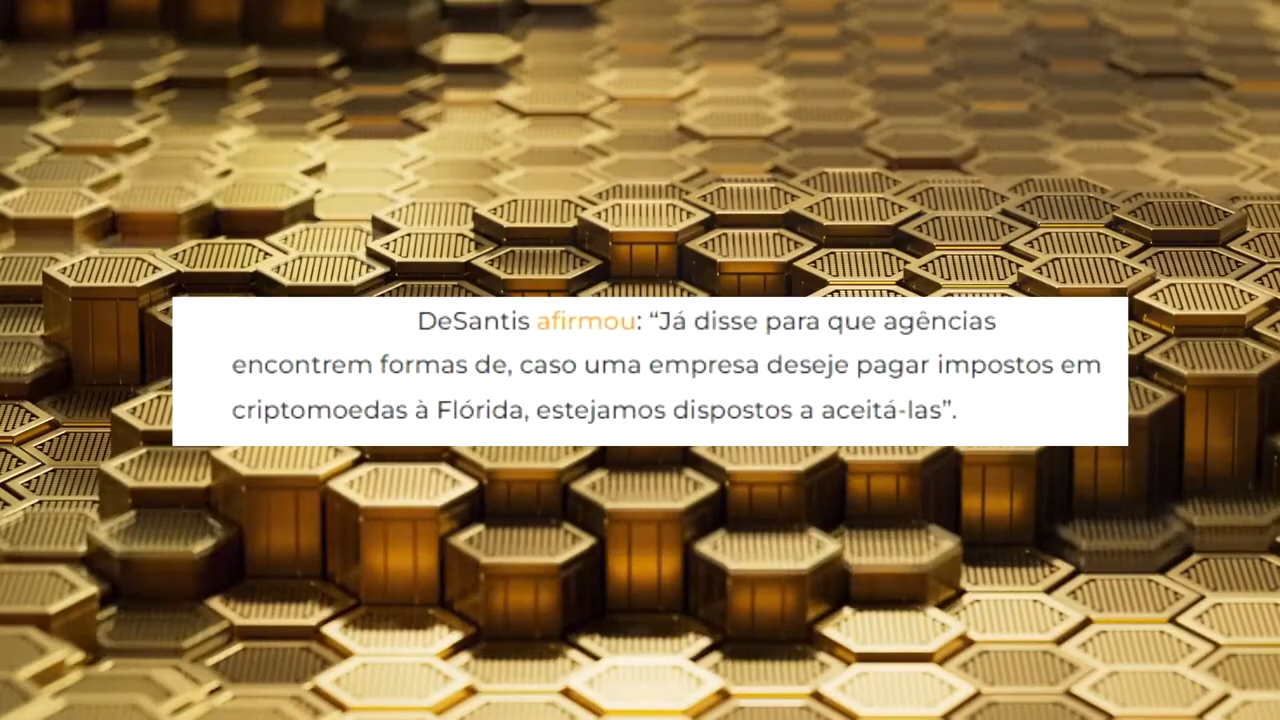 DeSantis afirmou: “Já disse para que agências
encontrem formas de, caso uma empresa deseje pagar impostos em
criptomoedas à Flórida, estejamos dispostos a aceitá-las”.